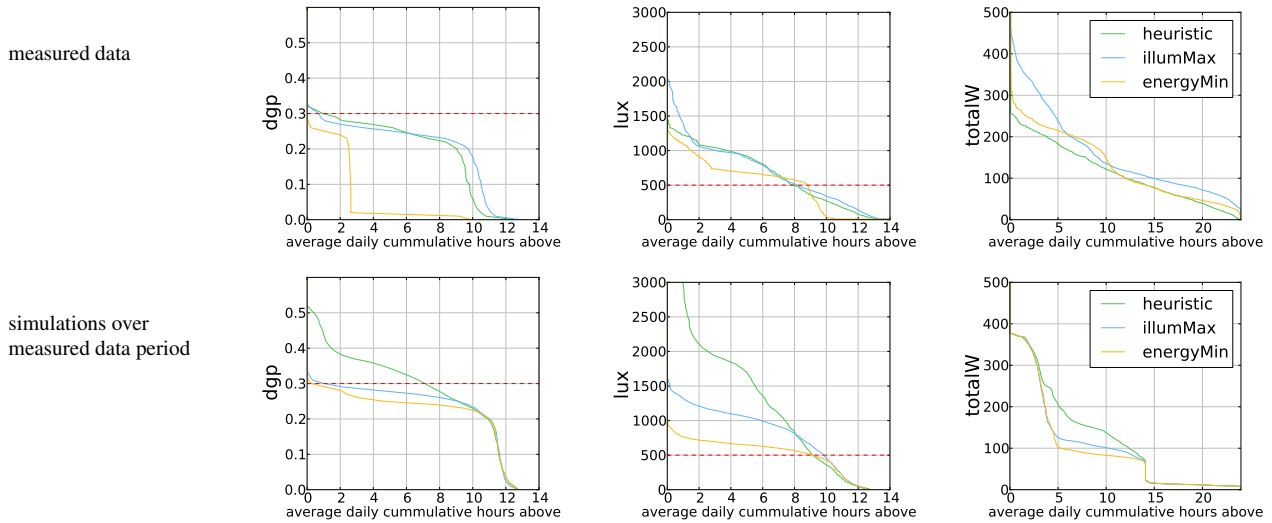 measured data
dgp
0.5
0.4
0.3
0.2
0.1
0.0
0 2 4 6 8 10 12 14
average daily cummulative hours above
lux
3000
2500
2000
1500
1000
500
0
0 2 4 6 8 10 12 14
average daily cummulative hours above
totalW
500
400
300
200
100
0
0 5 10 15 20
average daily cummulative hours above
heuristic
illumMax
energyMin
simulations over
measured data period
dgp
0.5
0.4
0.3
0.2
0.1
0.0
0 2 4 6 8 10 12 14
average daily cummulative hours above
lux
3000
2500
2000
1500
1000
500
0
0 2 4 6 8 10 12 14
average daily cummulative hours above
totalW
500
400
300
200
100
0
0 5 10 15 20
average daily cummulative hours above
heuristic
illumMax
energyMin